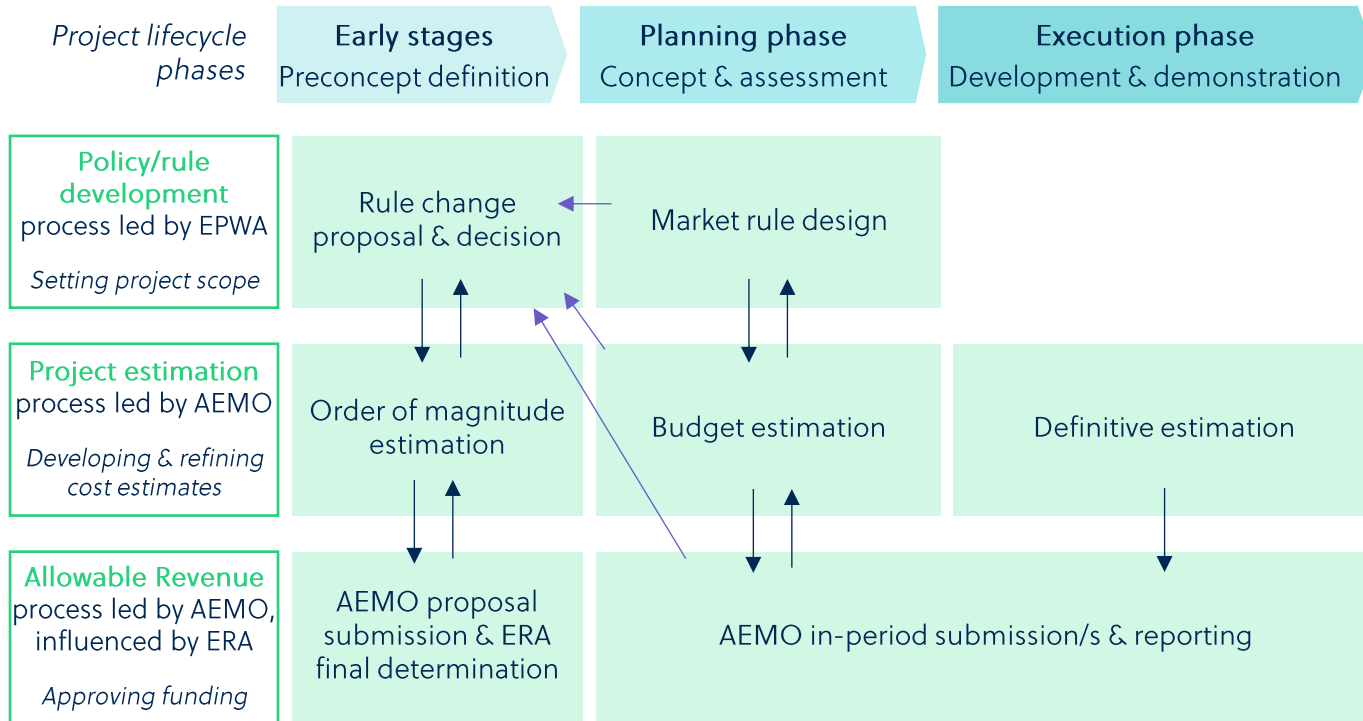 Project lifecycle
phases
Early stages
Preconcept definition
Planning phase
Concept & assessment
Execution phase
Development & demonstration
Policy/rule
development
process led by EPWA
Setting project scope
Rule change
proposal & decision
Market rule design
Project estimation
process led by AEMO
Developing & refining
cost estimates
Order of magnitude
estimation
Budget estimation
Definitive estimation
Allowable Revenue
process led by AEMO,
influenced by ERA
Approving funding
AEMO proposal
submission & ERA
final determination
AEMO in-period submission/s & reporting